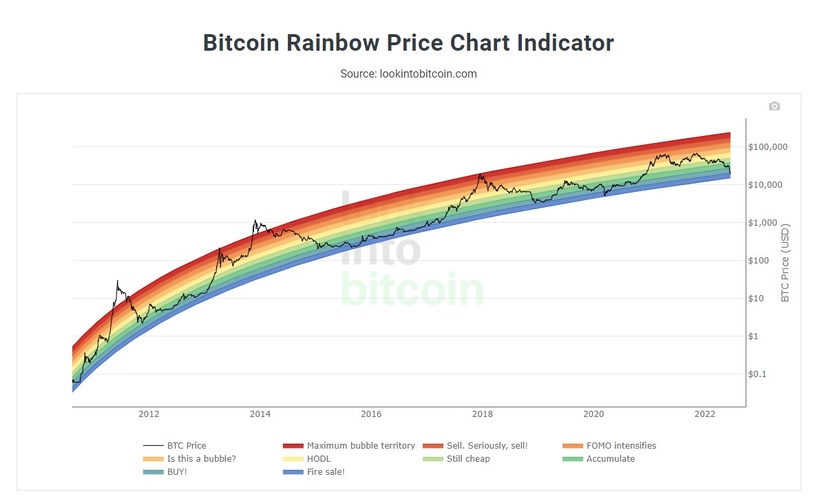 Bitcoin Rainbow Price Chart Indicator
Source: lookintobitcoin.com
$100,000
$10,000
$1,000
$100
$10
$1
$0.1
BTC Price (USD)
into
bitcoin
2012 2014 2016 2018 2020 2022
BTC Price Maximum bubble territory Sell. Seriously, sell! FOMO intensifies
Is this a bubble? HODL Still cheap Accumulate
BUY! Fire sale!